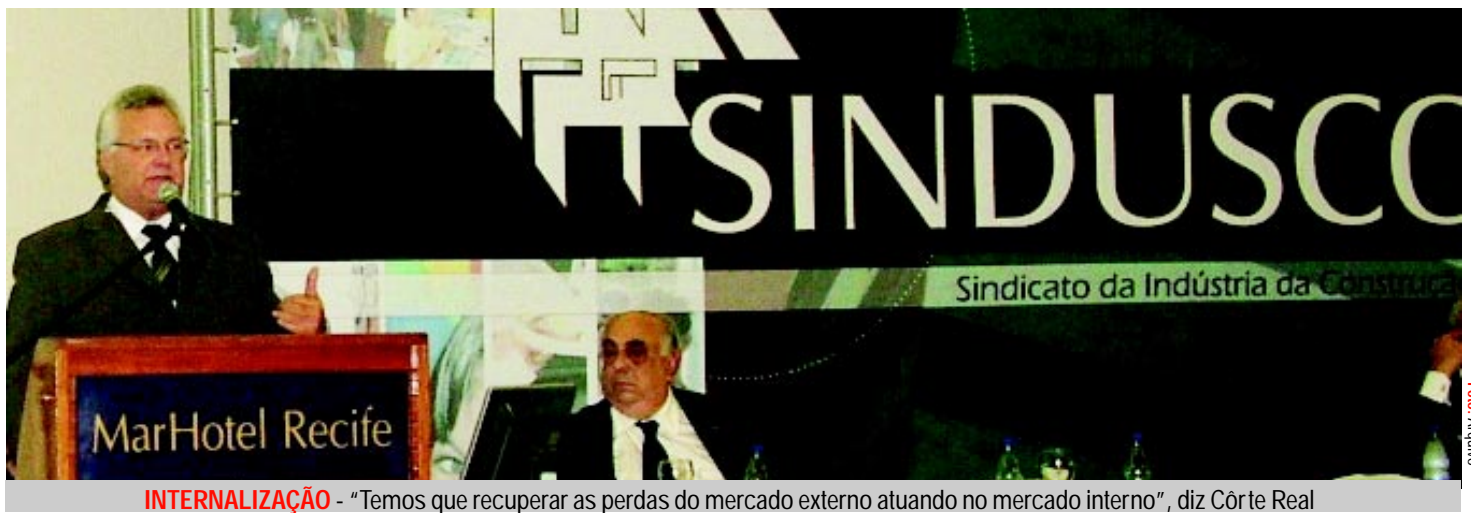 SINDUSCO
Sindicato da Indústria da Construça
MarHotel Recife
INTERNALIZAÇÃO - “Temos que recuperar as perdas do mercado externo atuando no mercado interno”, diz Côrte Real